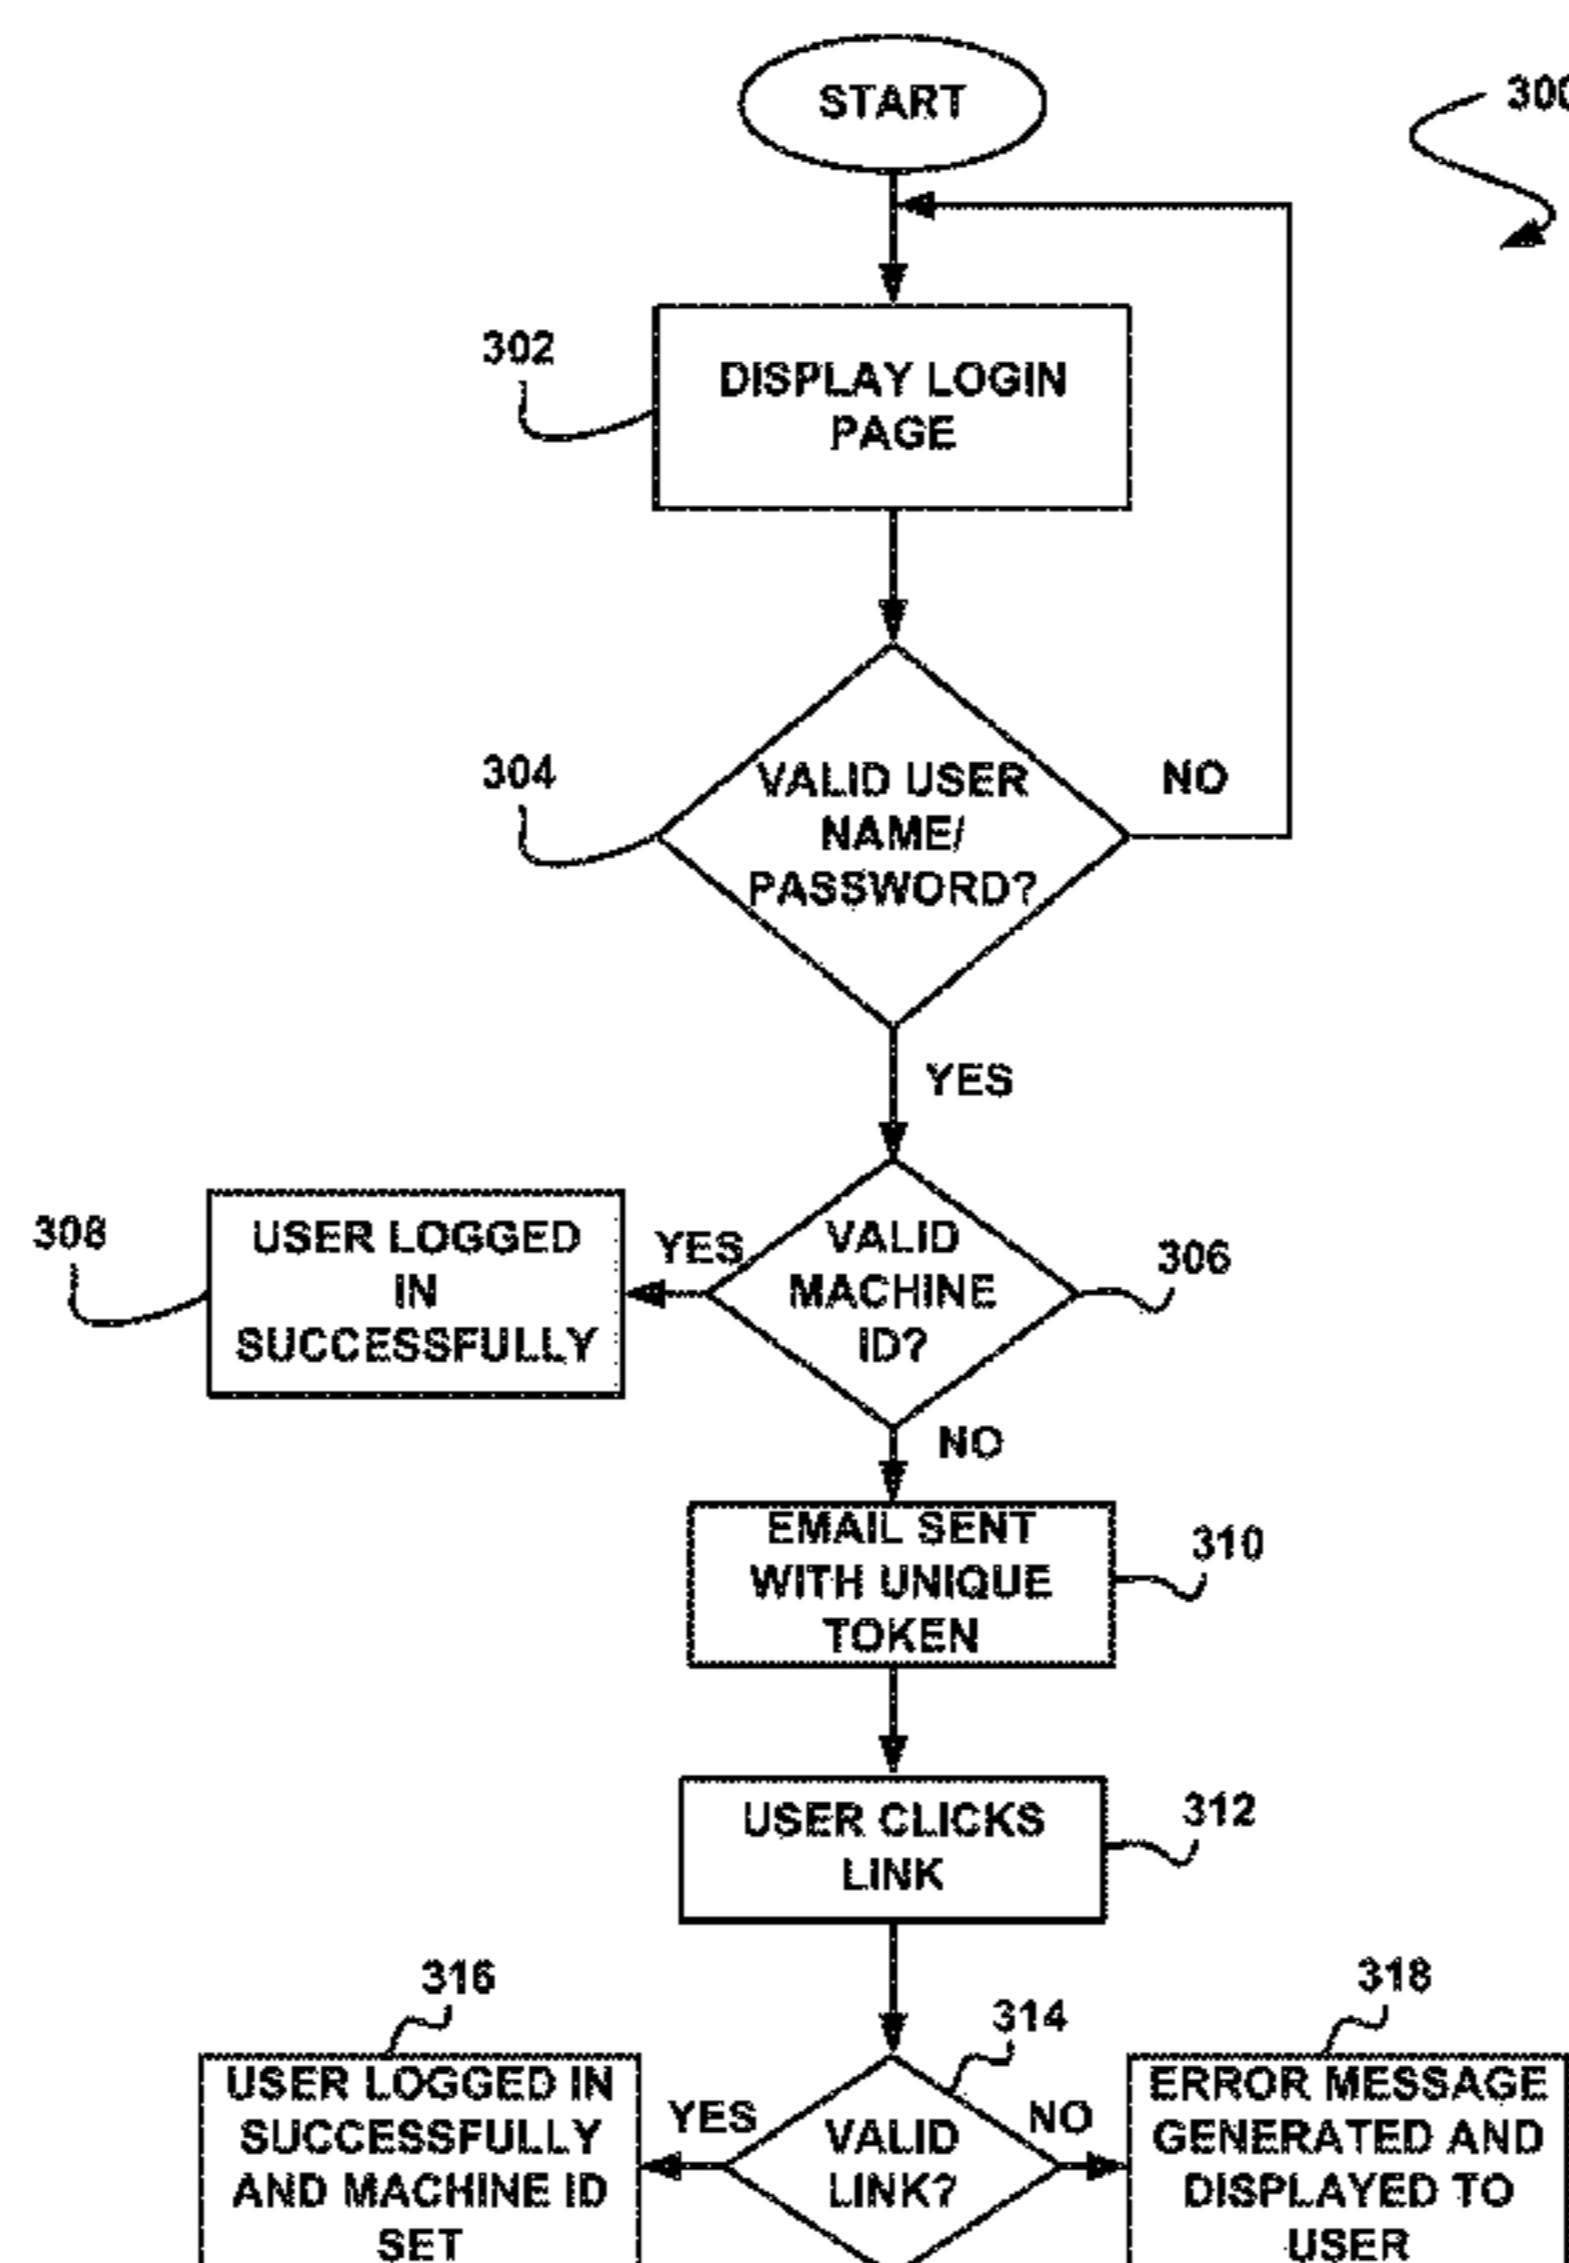 START
300
302
DISPLAY LOGIN
PAGE
304
VALID USER
NAME/
PASSWORD?
NO
YES
308
USER LOGGED
IN
SUCCESSFULLY
YES
VALID
MACHINE
ID?
306
NO
EMAIL SENT
WITH UNIQUE
TOKEN
310
USER CLICKS
LINK
312
316
314
318
USER LOGGED IN
SUCCESSFULLY
AND MACHINE ID
SET
YES
VALID
LINK?
NO
ERROR MESSAGE
GENERATED AND
DISPLAYED TO
USER